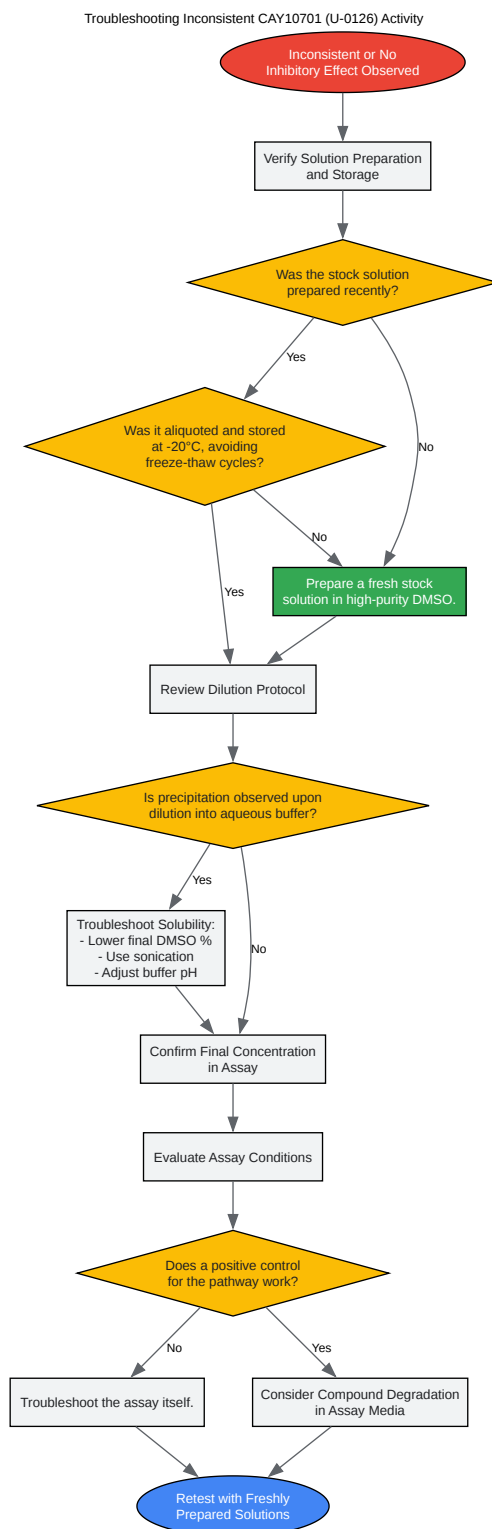 Troubleshooting Inconsistent CAY10701 (U-0126) Activity
Inconsistent or No
Inhibitory Effect Observed
Verify Solution Preparation
and Storage
Was the stock solution
prepared recently?
Yes
Was it aliquoted and stored
at -20°C, avoiding
freeze-thaw cycles?
No
No
Yes
Prepare a fresh stock
solution in high-purity DMSO.
Review Dilution Protocol
Is precipitation observed upon
dilution into aqueous buffer?
Yes
Troubleshoot Solubility:
- Lower final DMSO %
- Use sonication
- Adjust buffer pH
No
Confirm Final Concentration
in Assay
Evaluate Assay Conditions
Does a positive control
for the pathway work?
No
Yes
Troubleshoot the assay itself.
Consider Compound Degradation
in Assay Media
Retest with Freshly
Prepared Solutions